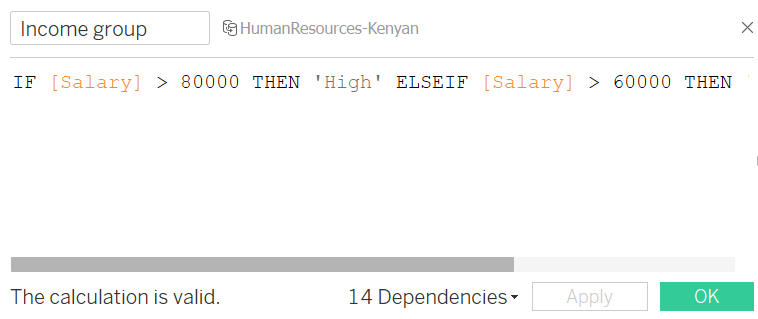 Income group HumanResources-Kenyan
IF [Salary] > 80000 THEN 'High' ELSEIF [Salary] > 60000 THEN '
The calculation is valid. 14 Dependencies Apply OK